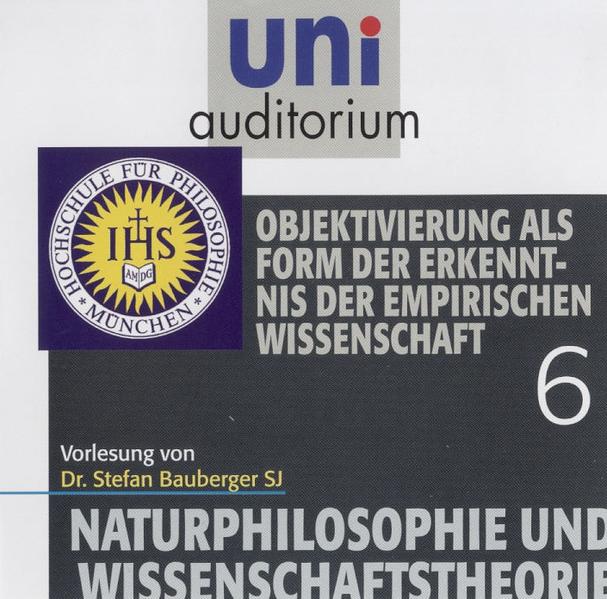 uni
auditorium
HOCHSCHULE FÜR PHILOSOPHIE
* MÜNCHEN *
IHS
AMDG
OBJEKTIVIERUNG ALS
FORM DER ERKENNT-
NIS DER EMPIRISCHEN
WISSENSCHAFT
6
Vorlesung von
Dr. Stefan Bauberger SJ
NATURPHILOSOPHIE UND
WISSENSCHAFTSTHEORIE